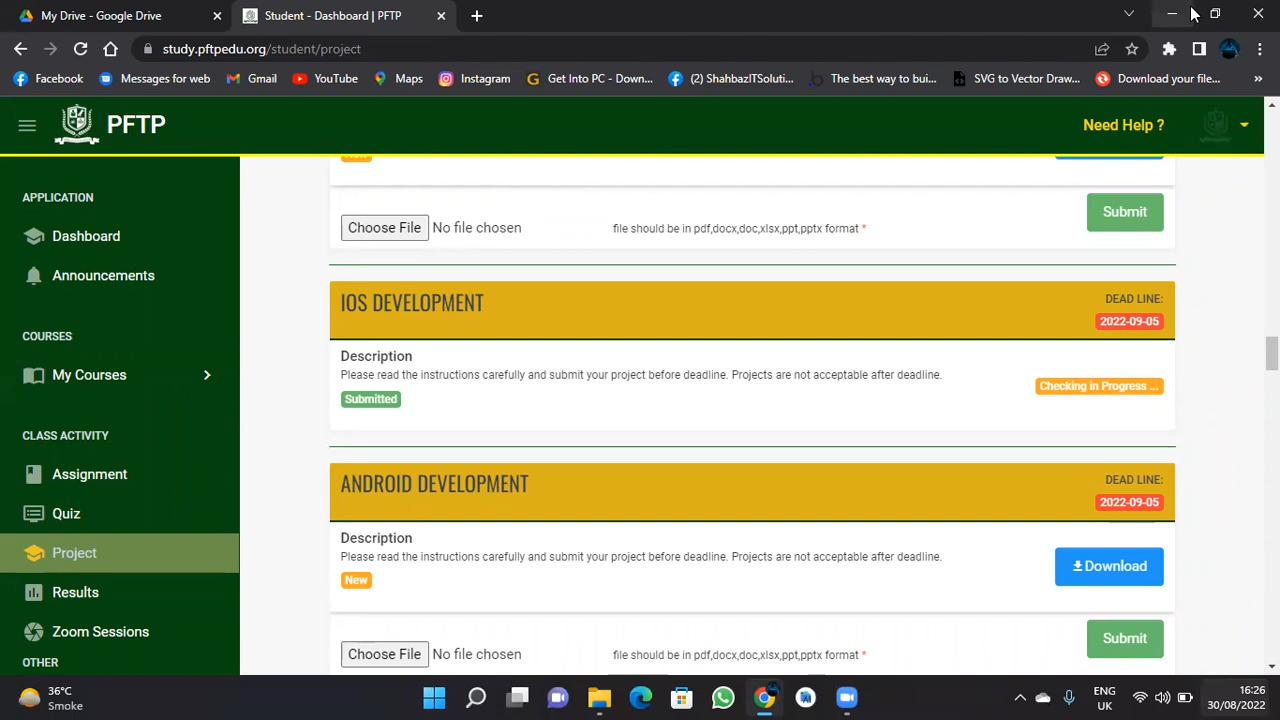 My Drive - Google Drive
Student - Dashboard | PFTP
study.pftpedu.org/student/project
Facebook
Messages for web
Gmail
YouTube
Maps
Instagram
Get Into PC - Down...
(2) ShahbazITSoluti...
The best way to bui...
SVG to Vector Draw...
Download your file...
PFTP
Need Help ?
APPLICATION
Dashboard
Announcements
COURSES
My Courses
CLASS ACTIVITY
Assignment
Quiz
Project
Results
Zoom Sessions
OTHER
Choose File No file chosen
file should be in pdf,docx,doc,xlsx,ppt,pptx format *
Submit
IOS DEVELOPMENT
DEAD LINE:
2022-09-05
Description
Please read the instructions carefully and submit your project before deadline. Projects are not acceptable after deadline.
Submitted
Checking in Progress ...
ANDROID DEVELOPMENT
DEAD LINE:
2022-09-05
Description
Please read the instructions carefully and submit your project before deadline. Projects are not acceptable after deadline.
New
Download
Choose File No file chosen
file should be in pdf,docx,doc,xlsx,ppt,pptx format *
Submit
36°C
Smoke
ENG
UK
16:26
30/08/2022